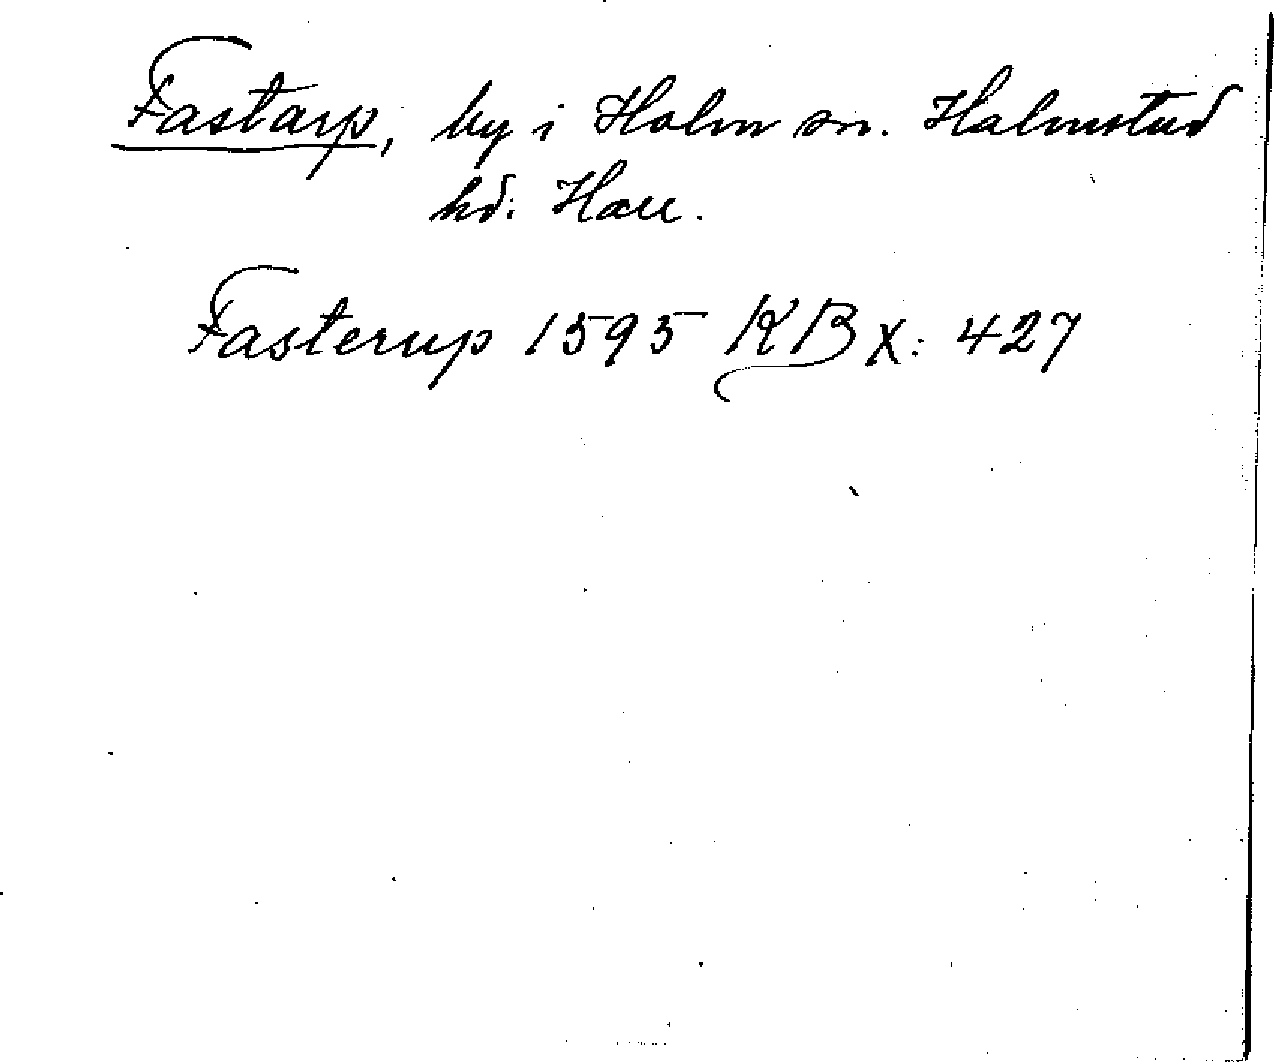 Fastarp, by i Holm sn. Halmstad
hd. Hall.
Fasterup 1595 KB X: 427